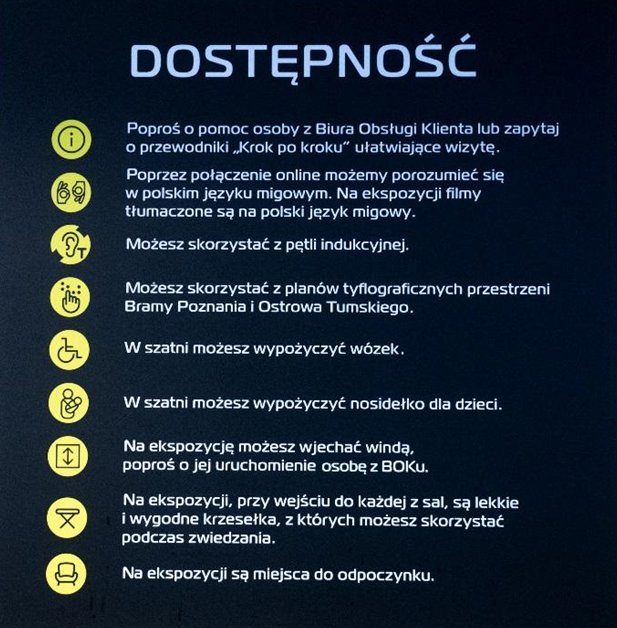 DOSTĘPNOŚĆ
Poproś o pomoc osoby z Biura Obsługi Klienta lub zapytaj
o przewodniki „Krok po kroku” ułatwiające wizytę.
Poprzez połączenie online możemy porozumieć się
w polskim języku migowym. Na ekspozycji filmy
tłumaczone są na polski język migowy.
T
Możesz skorzystać z pętli indukcyjnej.
Możesz skorzystać z planów tyflograficznych przestrzeni
Bramy Poznania i Ostrowa Tumskiego.
W szatni możesz wypożyczyć wózek.
W szatni możesz wypożyczyć nosidełko dla dzieci.
Na ekspozycję możesz wjechać windą,
poproś o jej uruchomienie osobę z BOKu.
Na ekspozycji, przy wejściu do każdej z sal, są lekkie
i wygodne krzesełka, z których możesz skorzystać
podczas zwiedzania.
Na ekspozycji są miejsca do odpoczynku.